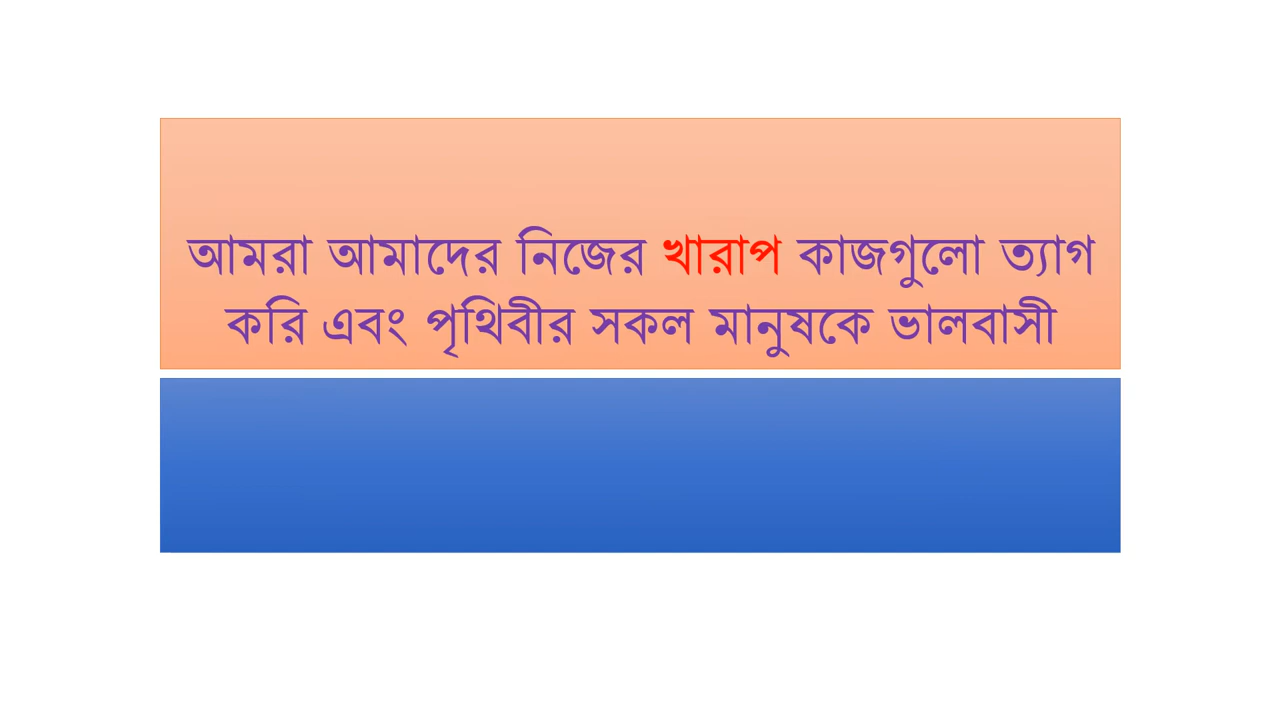 আমরা আমাদের নিজের খারাপ কাজগুলো ত্যাগ
করি এবং পৃথিবীর সকল মানুষকে ভালবাসী